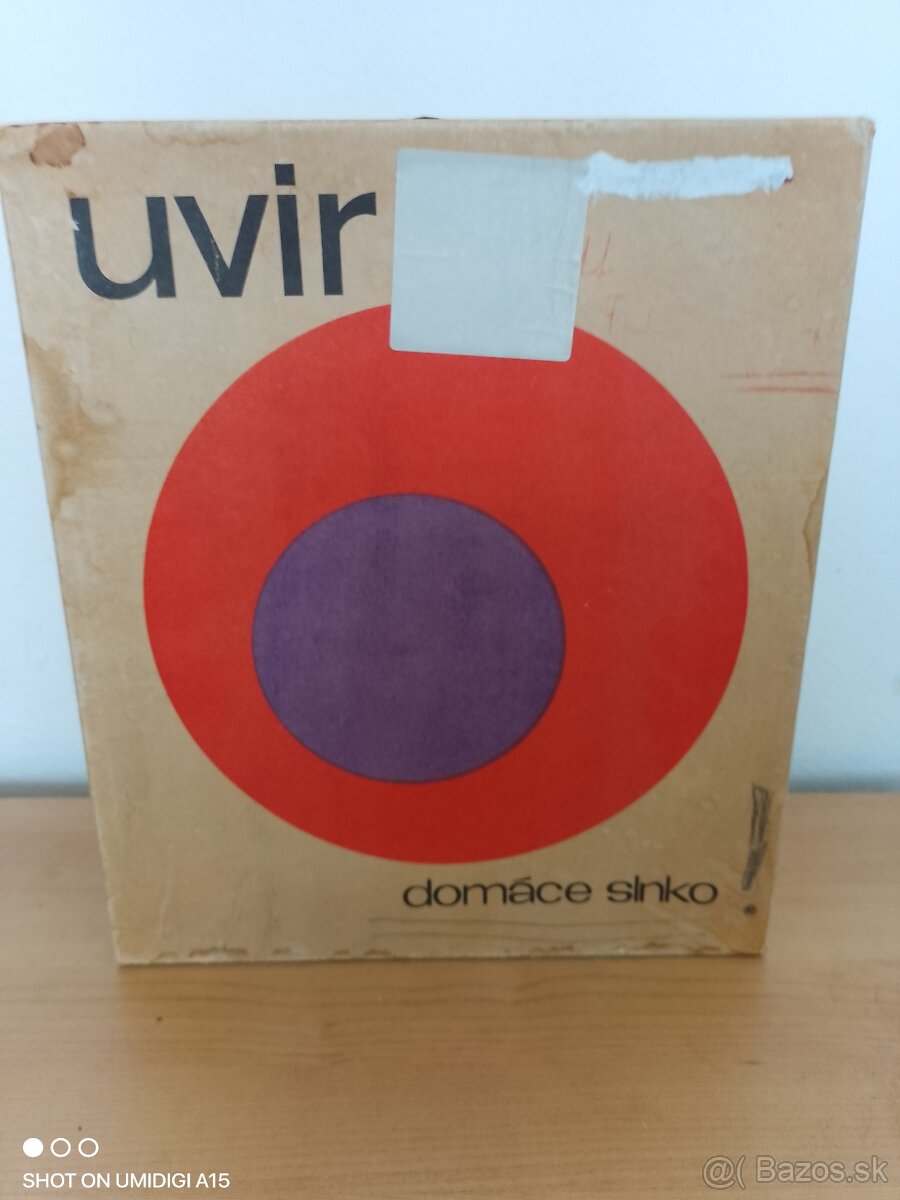 uvir
domáce slnko
SHOT ON UMIDIGI A15
@( Bazos.sk